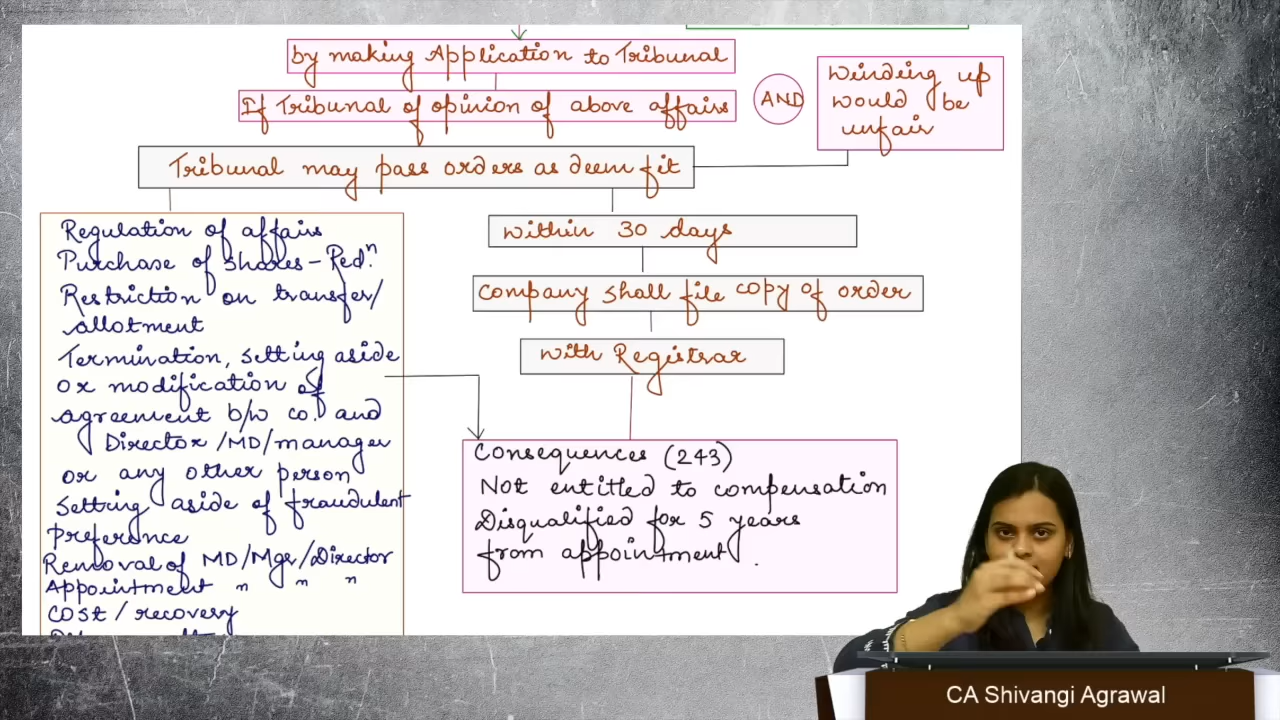 by making Application to Tribunal
If Tribunal of opinion of above affairs
AND
Winding up
would be
unfair
Tribunal may pass orders as deem fit
Regulation of affairs
Purchase of shares - Redⁿ.
Restriction on transfer/
allotment
Termination, Setting aside
or modification of
agreement b/w co. and
Director / MD/manager
or any other person
Setting aside of fraudulent
preference
Removal of MD/Mgr/Director
Appointment " " "
cost / recovery
within 30 days
Company shall file copy of order
with Registrar
Consequences (243)
Not entitled to compensation
Disqualified for 5 years
from appointment.
CA Shivangi Agrawal